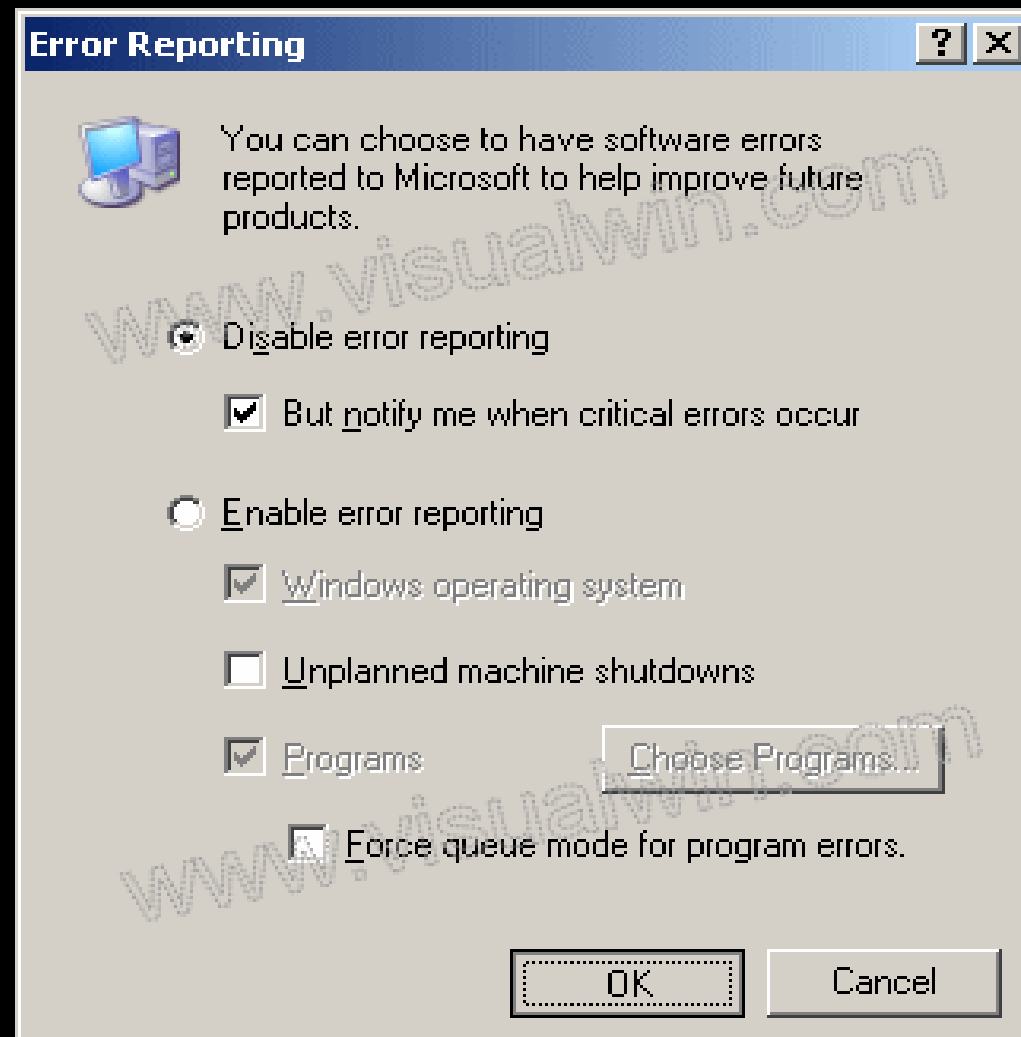 Error Reporting
You can choose to have software errors
reported to Microsoft to help improve future
products.
www.visualwin.com
Disable error reporting
But notify me when critical errors occur
Enable error reporting
Windows operating system
Unplanned machine shutdowns
Programs
Choose Programs...
www.visualwin.com
Force queue mode for program errors.
OK
Cancel